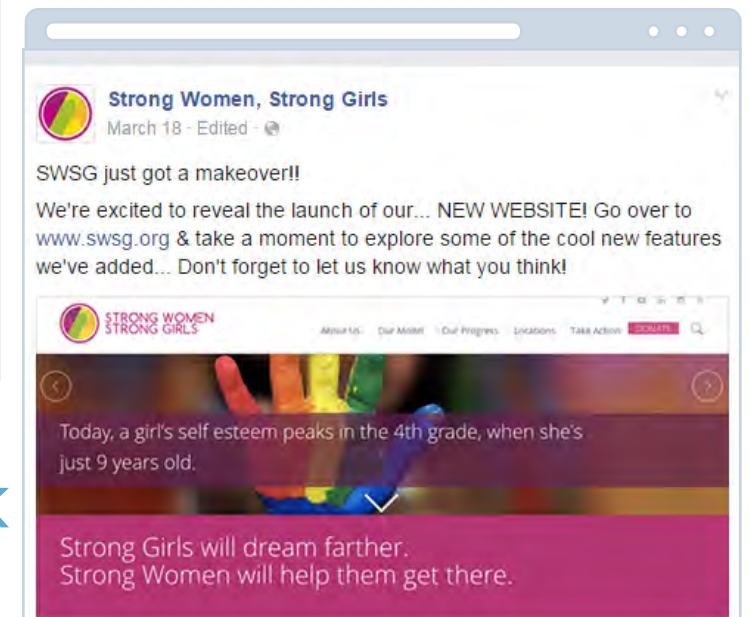 Strong Women, Strong Girls
March 18 · Edited ·
SWSG just got a makeover!!
We're excited to reveal the launch of our... NEW WEBSITE! Go over to
www.swsg.org & take a moment to explore some of the cool new features
we've added... Don't forget to let us know what you think!
STRONG WOMEN
STRONG GIRLS
About Us Our Model Our Progress Locations Take Action DONATE
Today, a girl's self esteem peaks in the 4th grade, when she's
just 9 years old.
Strong Girls will dream farther.
Strong Women will help them get there.